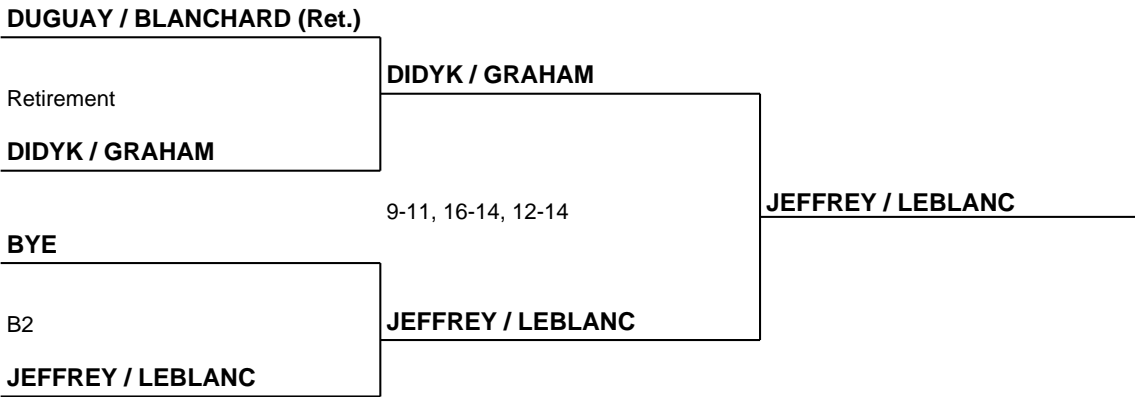 DUGUAY / BLANCHARD (Ret.)
DIDYK / GRAHAM
Retirement
DIDYK / GRAHAM
9-11, 16-14, 12-14
JEFFREY / LEBLANC
BYE
B2
JEFFREY / LEBLANC
JEFFREY / LEBLANC